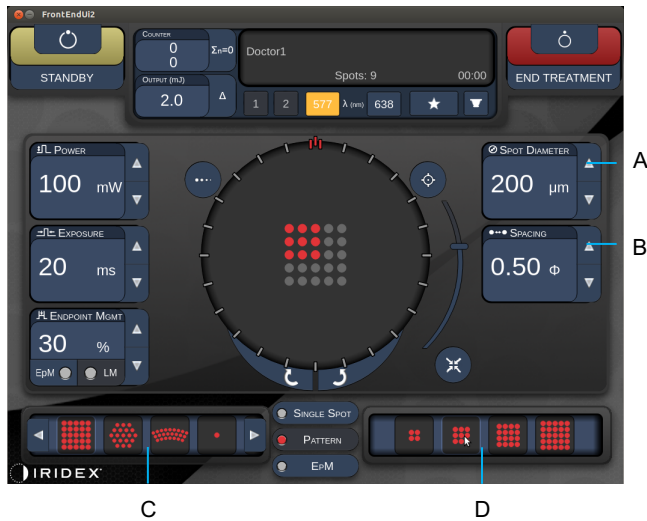 FrontEndUi2
STANDBY
COUNTER
0
0
Σn=0
OUTPUT (mJ)
2.0
Δ
Doctor1
Spots: 9
00:00
1
2
577
λ (nm)
638
END TREATMENT
POWER
100 mW
EXPOSURE
20 ms
ENDPOINT MGMT
30 %
EPM
LM
SPOT DIAMETER
200 μm
SPACING
0.50 Φ
A
B
SINGLE SPOT
PATTERN
EPM
IRIDEX
C
D